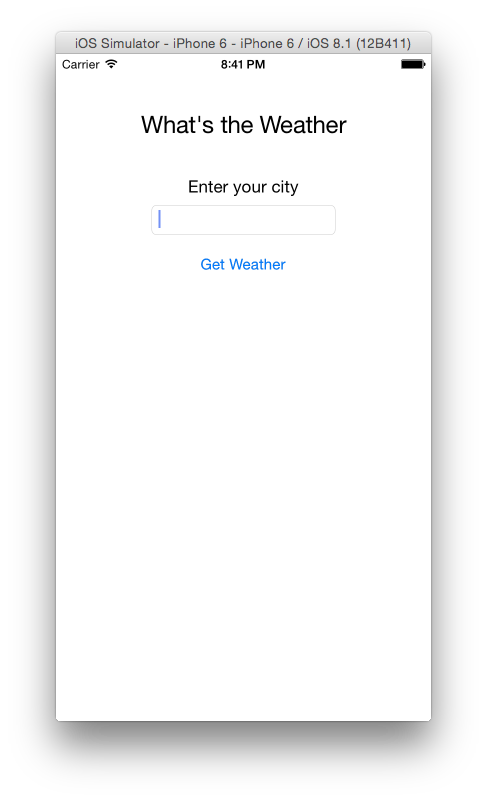 iOS Simulator - iPhone 6 - iPhone 6 / iOS 8.1 (12B411)
Carrier 8:41 PM
What's the Weather
Enter your city
Get Weather